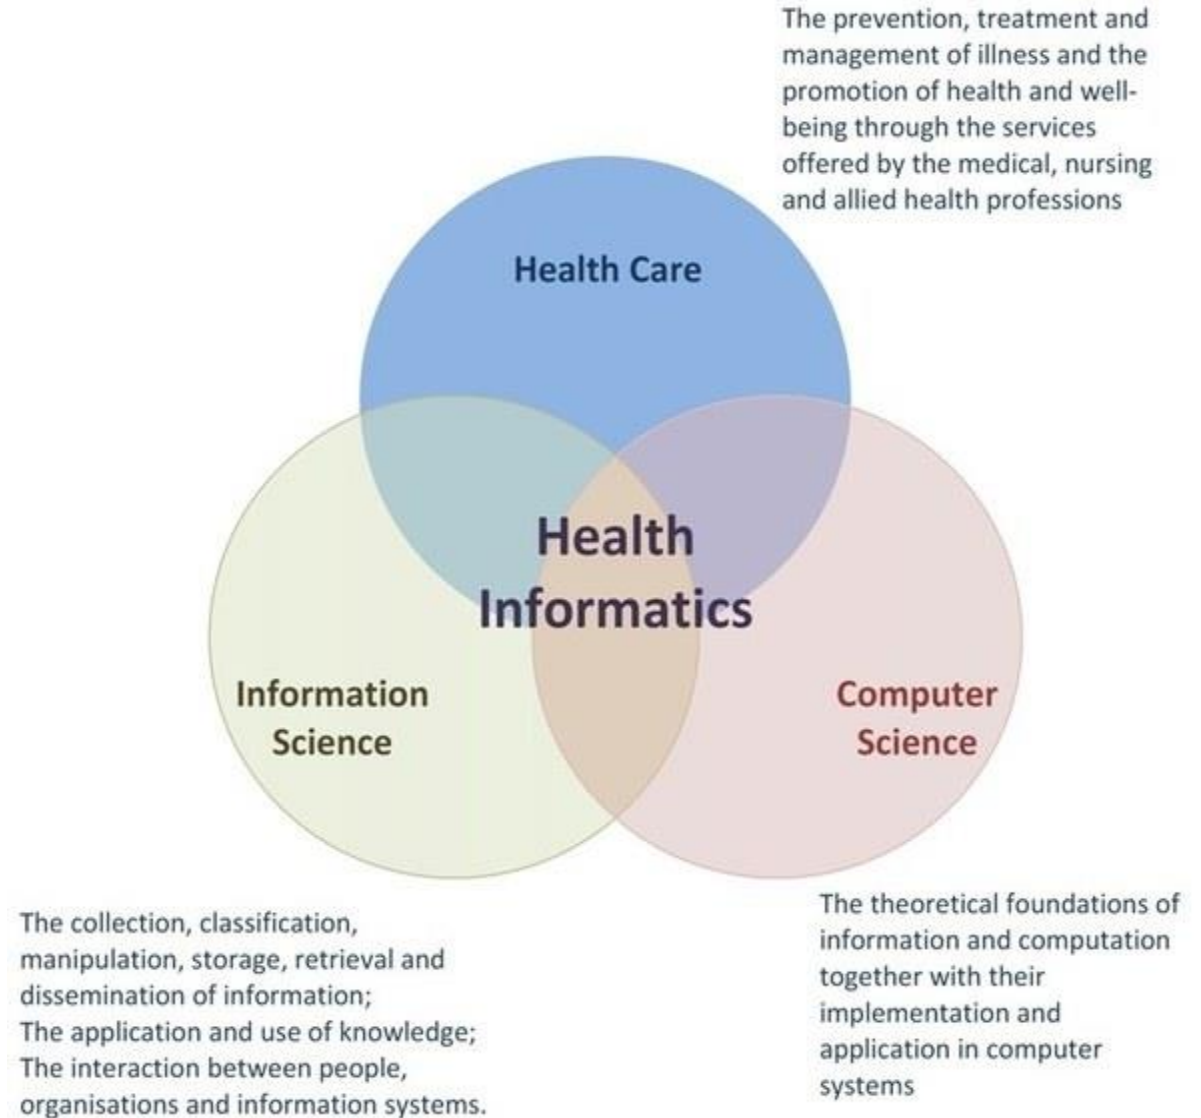 The prevention, treatment and
management of illness and the
promotion of health and well-
being through the services
offered by the medical, nursing
and allied health professions
Health Care
Health
Informatics
Information
Science
Computer
Science
The collection, classification,
manipulation, storage, retrieval and
dissemination of information;
The application and use of knowledge;
The interaction between people,
organisations and information systems.
The theoretical foundations of
information and computation
together with their
implementation and
application in computer
systems